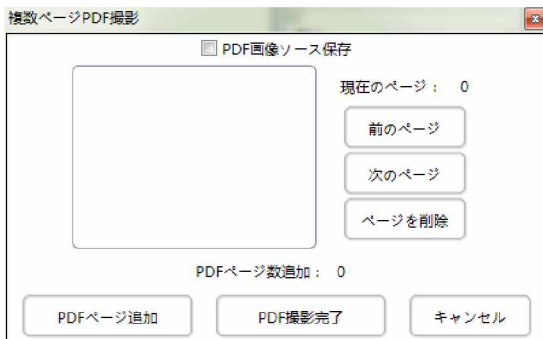 複数ページPDF撮影
PDF画像ソース保存
現在のページ： 0
前のページ
次のページ
ページを削除
PDFページ数追加： 0
PDFページ追加
PDF撮影完了
キャンセル